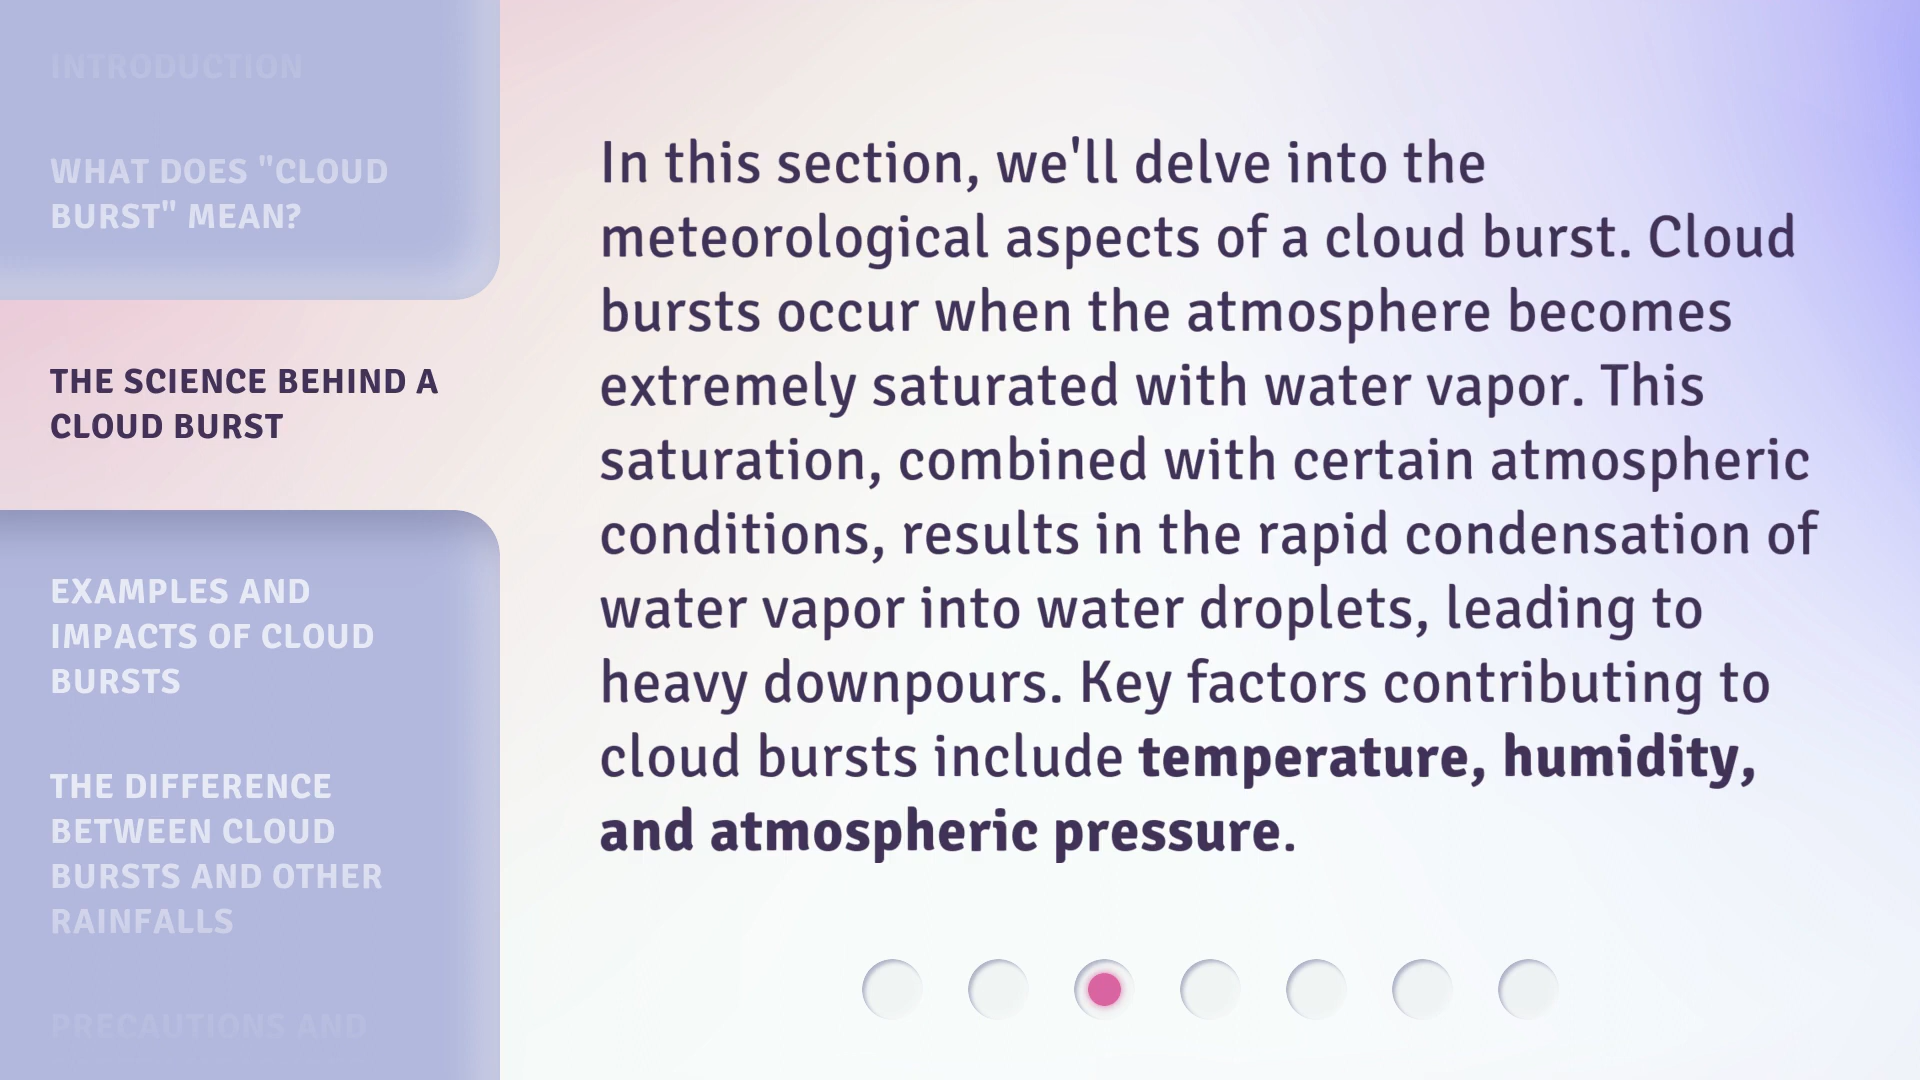 INTRODUCTION
WHAT DOES "CLOUD
BURST" MEAN?
THE SCIENCE BEHIND A
CLOUD BURST
EXAMPLES AND
IMPACTS OF CLOUD
BURSTS
THE DIFFERENCE
BETWEEN CLOUD
BURSTS AND OTHER
RAINFALLS
PRECAUTIONS AND
In this section, we'll delve into the
meteorological aspects of a cloud burst. Cloud
bursts occur when the atmosphere becomes
extremely saturated with water vapor. This
saturation, combined with certain atmospheric
conditions, results in the rapid condensation of
water vapor into water droplets, leading to
heavy downpours. Key factors contributing to
cloud bursts include temperature, humidity,
and atmospheric pressure.